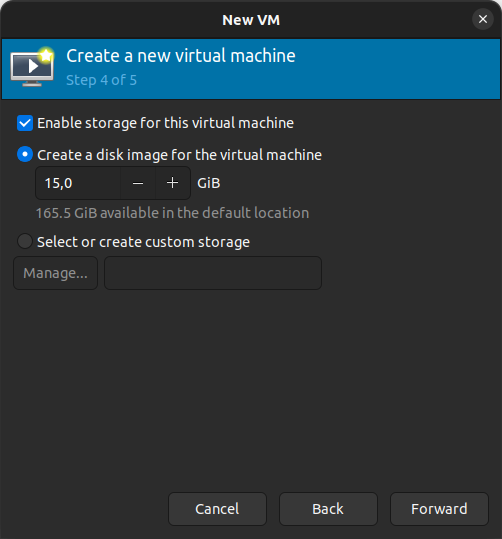 New VM
Create a new virtual machine
Step 4 of 5
Enable storage for this virtual machine
Create a disk image for the virtual machine
15,0 − + GiB
165.5 GiB available in the default location
Select or create custom storage
Manage...
Cancel Back Forward